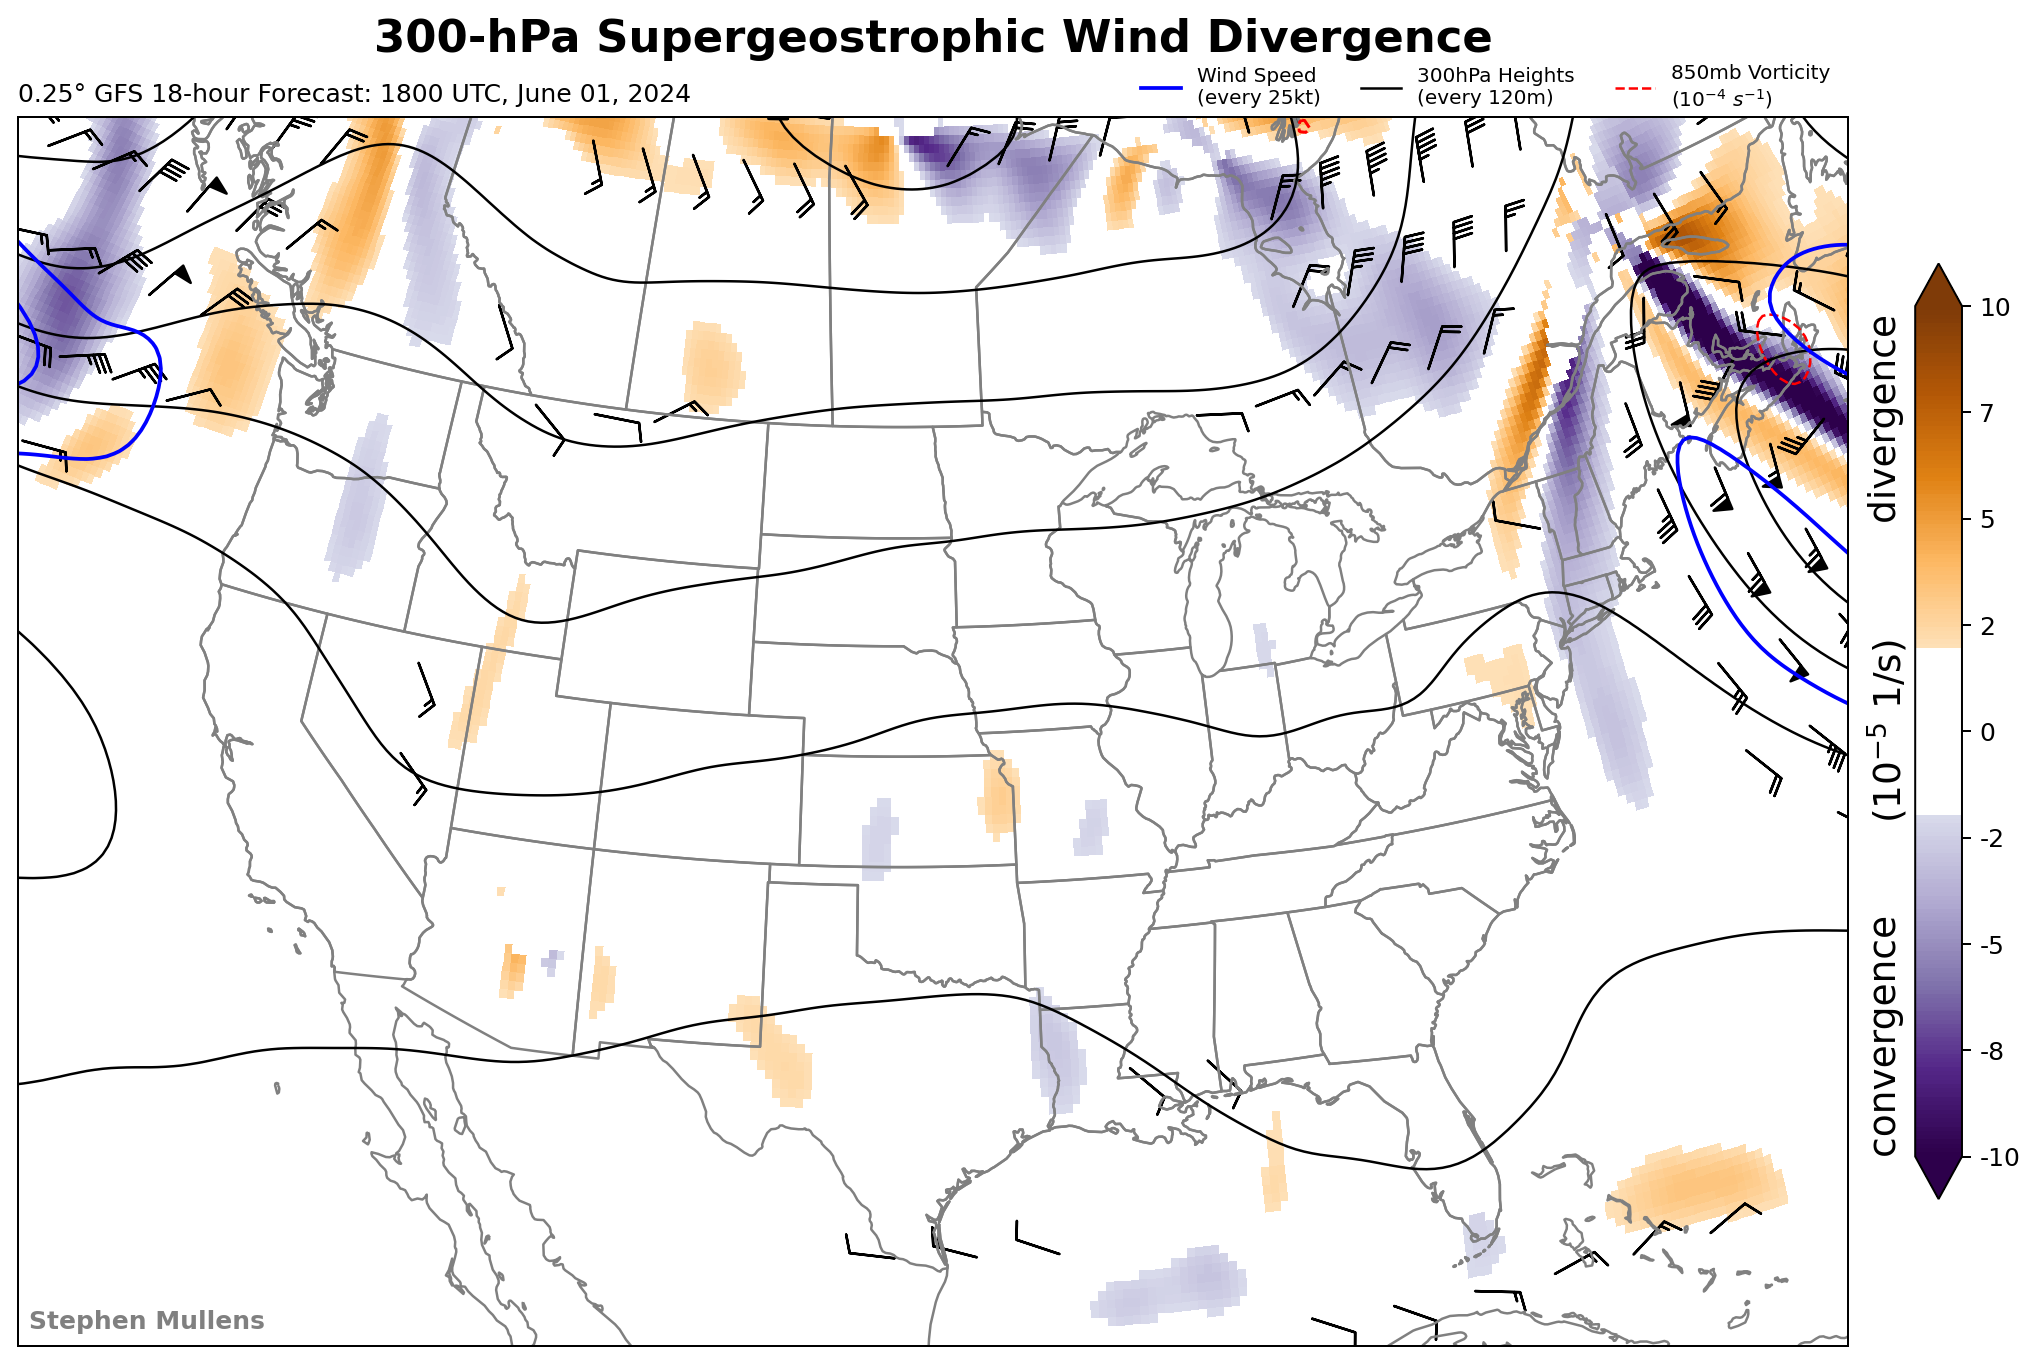 300-hPa Supergeostrophic Wind Divergence
0.25° GFS 18-hour Forecast: 1800 UTC, June 01, 2024
Wind Speed
(every 25kt)
300hPa Heights
(every 120m)
850mb Vorticity
(10⁻⁴ s⁻¹)
10
7
5
2
0
-2
-5
-8
-10
convergence (10⁻⁵ 1/s) divergence
Stephen Mullens